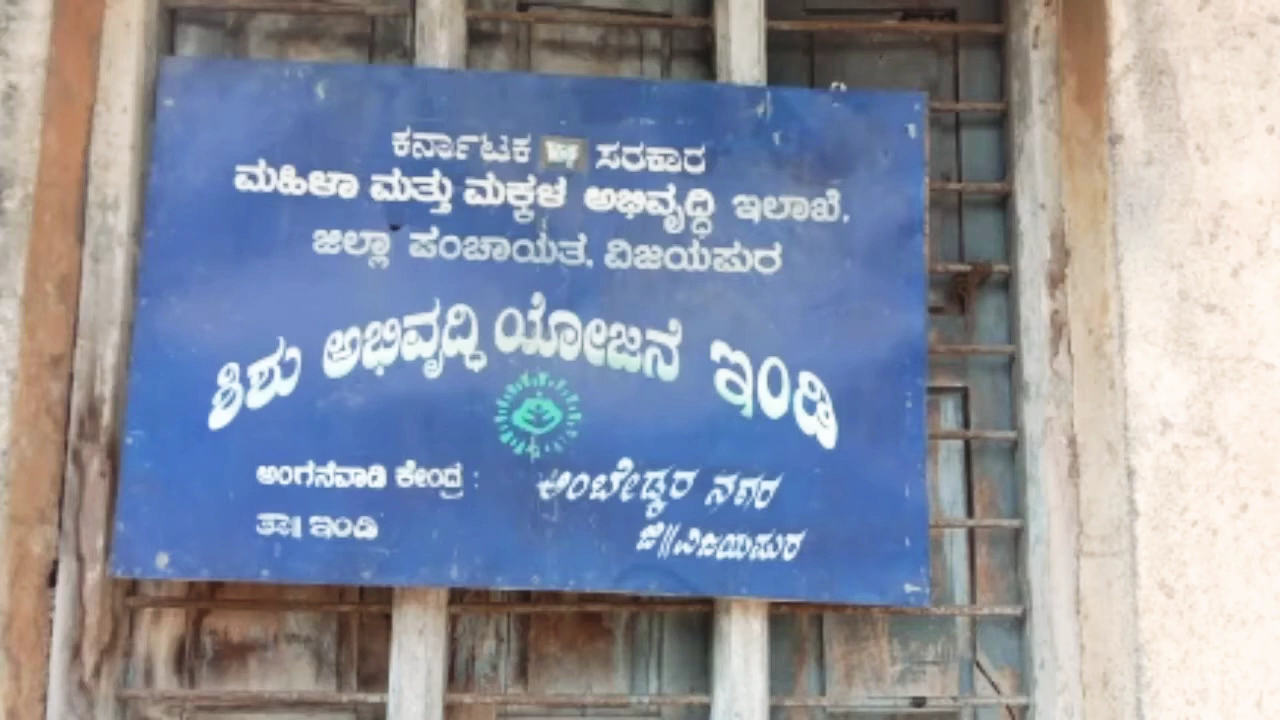 ಕರ್ನಾಟಕ ಸರಕಾರ
ಮಹಿಳಾ ಮತ್ತು ಮಕ್ಕಳ ಅಭಿವೃದ್ಧಿ ಇಲಾಖೆ.
ಜಿಲ್ಲಾ ಪಂಚಾಯತ, ವಿಜಯಪುರ
ಶಿಶು ಅಭಿವೃದ್ಧಿ ಯೋಜನೆ ಇಂಡಿ
ಅಂಗನವಾಡಿ ಕೇಂದ್ರ : ಅಂಬೇಡ್ಕರ ನಗರ
ತಾ॥ ಇಂಡಿ ಜಿ॥ ವಿಜಯಪುರ